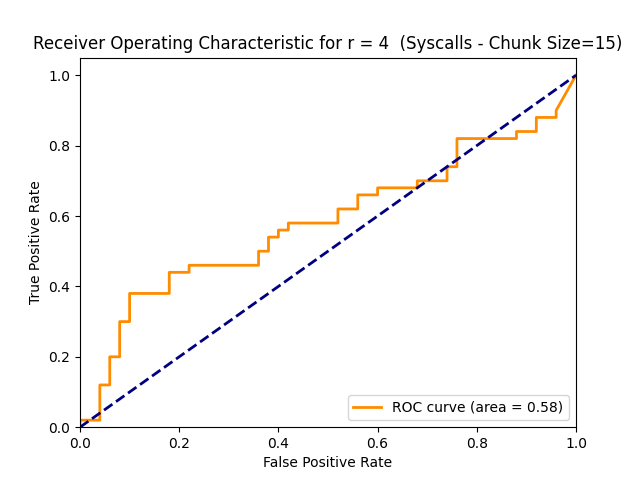 Receiver Operating Characteristic for r = 4 (Syscalls - Chunk Size=15)
1.0
0.8
0.6
0.4
0.2
0.0
True Positive Rate
ROC curve (area = 0.58)
0.0 0.2 0.4 0.6 0.8 1.0
False Positive Rate